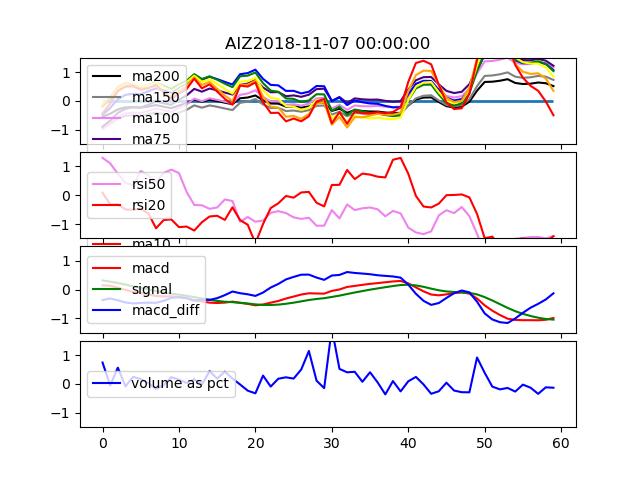 AIZ2018-11-07 00:00:00
1
0
−1
ma200
ma150
ma100
ma75
1
0
−1
rsi50
rsi20
ma10
1
0
−1
macd
signal
macd_diff
1
0
−1
volume as pct
0 10 20 30 40 50 60